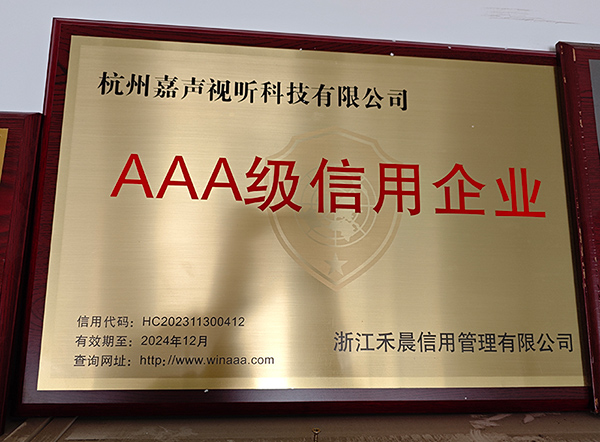 杭州嘉声视听科技有限公司
AAA级信用企业
信用代码：HC202311300412
有效期至：2024年12月
查询网址：http://www.winaaa.com
浙江禾晨信用管理有限公司